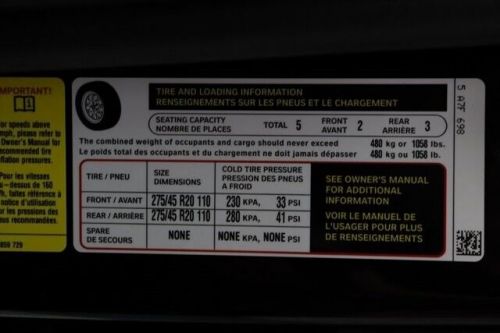 IMPORTANT!
or speeds above
mph, please refer to
Owner's Manual for
recommended tire
inflation pressures.
Pour les vitesses
u-dessus de 160
h, faites référence à
notice d'utilisation
r les pressions des
us recommandées.
859 729
TIRE AND LOADING INFORMATION
RENSEIGNEMENTS SUR LES PNEUS ET LE CHARGEMENT
SEATING CAPACITY
NOMBRE DE PLACES
TOTAL 5
FRONT
AVANT 2
REAR
ARRIÈRE 3
The combined weight of occupants and cargo should never exceed 480 kg or 1058 lbs.
Le poids total des occupants et du chargement ne doit jamais dépasser 480 kg ou 1058 lb.
TIRE / PNEU
SIZE
DIMENSIONS
COLD TIRE PRESSURE
PRESSION DES PNEUS
A FROID
FRONT / AVANT 275/45 R20 110 230 KPA, 33 PSI
REAR / ARRIÈRE 275/45 R20 110 280 KPA, 41 PSI
SPARE
DE SECOURS NONE NONE KPA, NONE PSI
SEE OWNER'S MANUAL
FOR ADDITIONAL
INFORMATION
VOIR LE MANUEL DE
L'USAGER POUR PLUS
DE RENSEIGNEMENTS
5 A7F 698